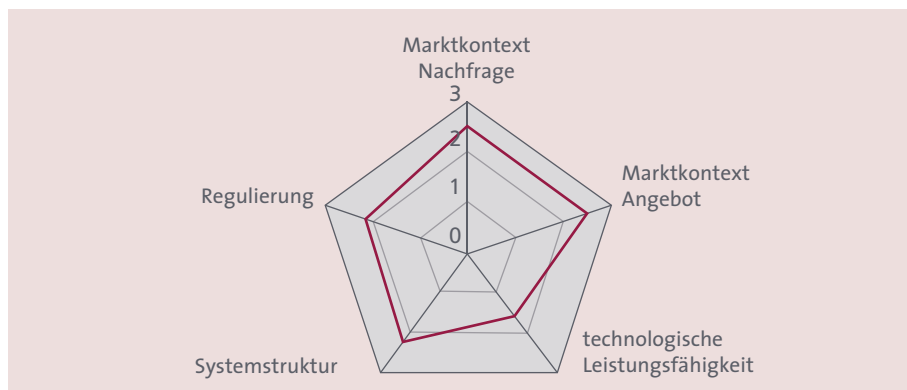 Marktkontext
Nachfrage
3
2
1
0
Marktkontext
Angebot
Regulierung
technologische
Leistungsfähigkeit
Systemstruktur